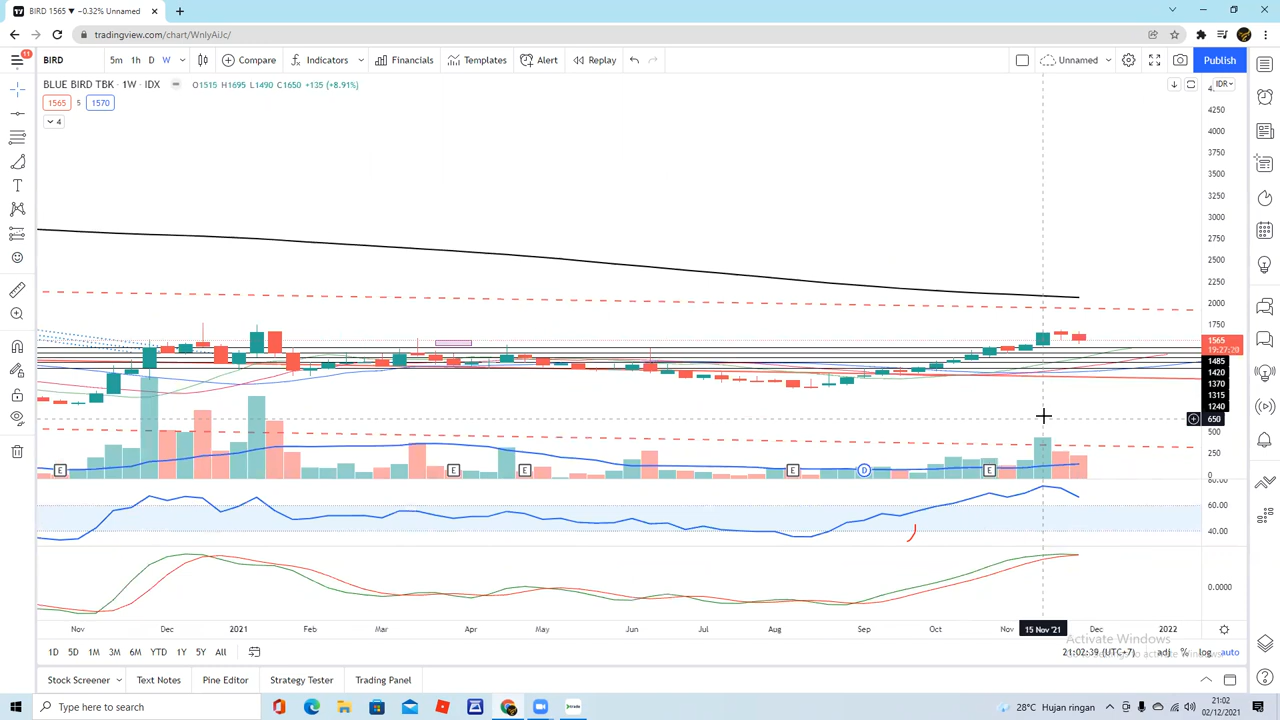 BIRD 1565 ▼ −0.32% Unnamed
tradingview.com/chart/WnlyAiJc/
11
BIRD 5m 1h D W Compare Indicators Financials Templates Alert Replay Unnamed Publish
BLUE BIRD TBK · 1W · IDX O1515 H1695 L1490 C1650 +135 (+8.91%)
IDR
1565 5 1570
4
4250
4000
3750
3500
3250
3000
2750
2500
2250
2000
1750
1565
19:27:20
1485
1420
1370
1315
1240
650
500
250
0
E E E E D E
80.00
60.00
40.00
0.0000
Nov Dec 2021 Feb Mar Apr May Jun Jul Aug Sep Oct Nov 15 Nov '21 Dec 2022
Activate Windows
1D 5D 1M 3M 6M YTD 1Y 5Y All 21:02:39 (UTC+7) adj % log auto
Stock Screener Text Notes Pine Editor Strategy Tester Trading Panel
Type here to search 28°C Hujan ringan 21:02
02/12/2021